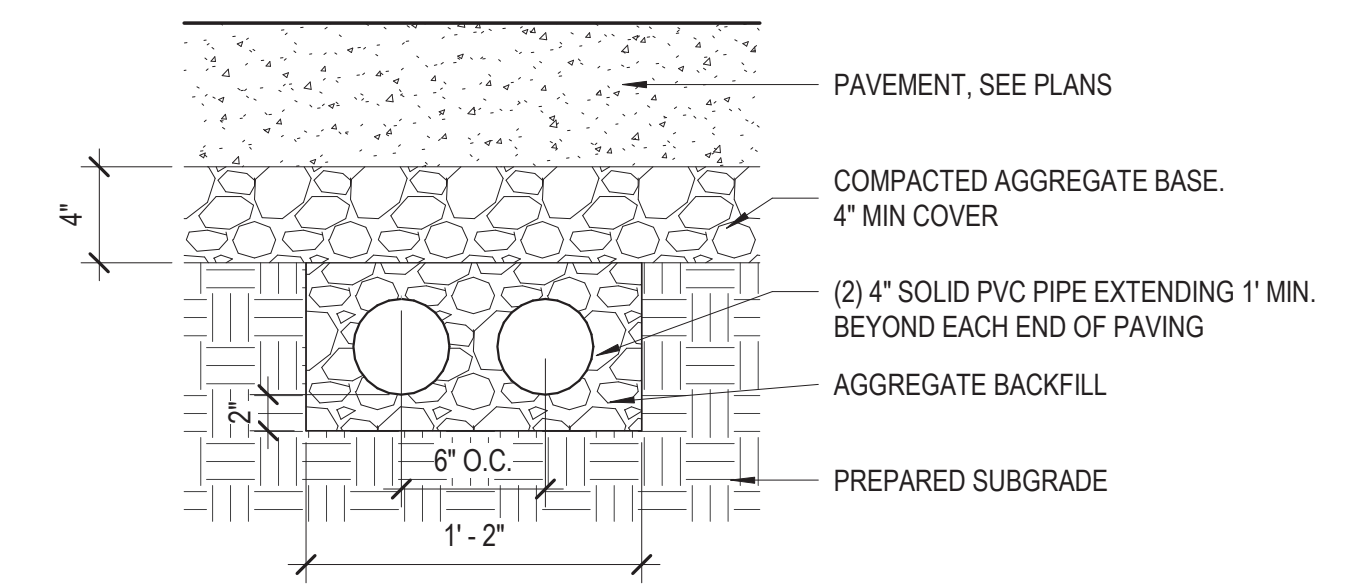 PAVEMENT, SEE PLANS
COMPACTED AGGREGATE BASE.
4" MIN COVER
4"
(2) 4" SOLID PVC PIPE EXTENDING 1' MIN.
BEYOND EACH END OF PAVING
AGGREGATE BACKFILL
2"
6" O.C.
PREPARED SUBGRADE
1' - 2"